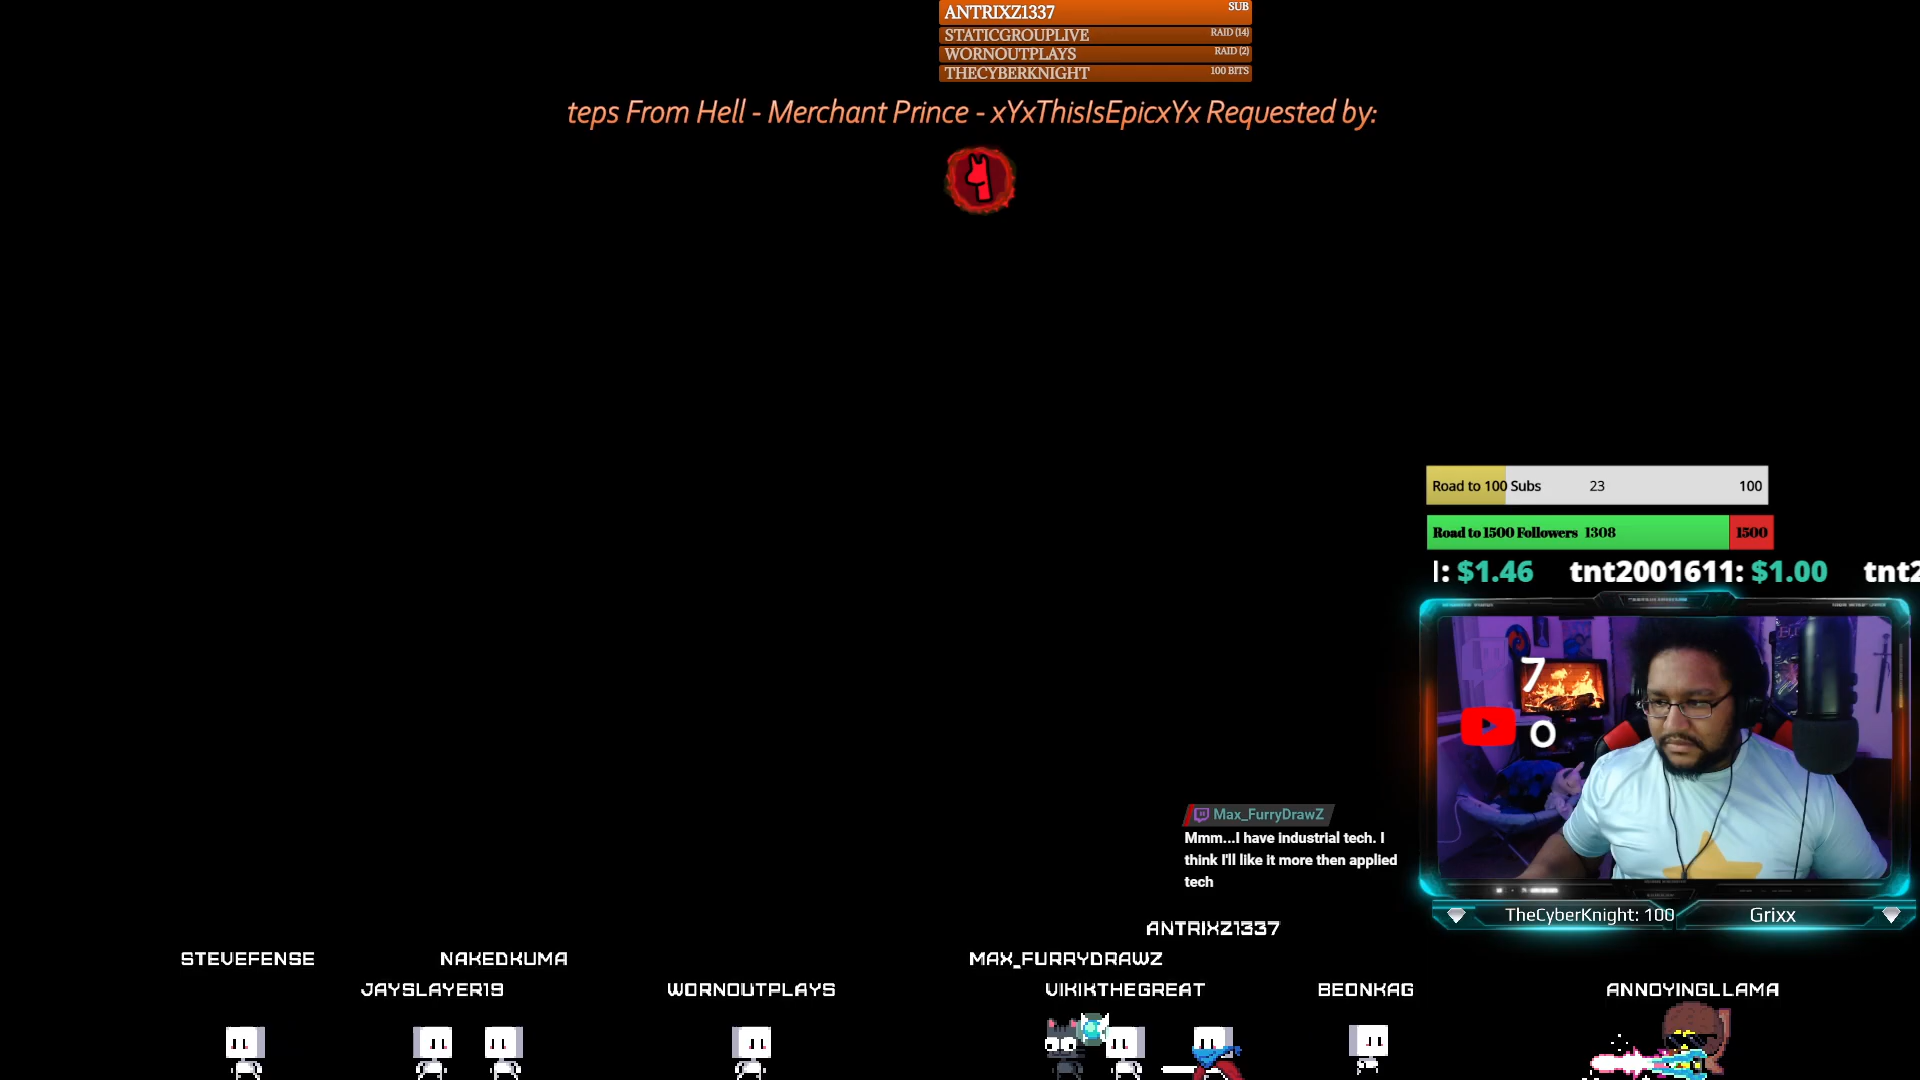 ANTRIXZ1337 SUB
STATICGROUPLIVE RAID (14)
WORNOUTPLAYS RAID (2)
THECYBERKNIGHT 100 BITS
teps From Hell - Merchant Prince - xYxThisIsEpicxYx Requested by:
Road to 100 Subs 23 100
Road to 1500 Followers 1308 1500
: $1.46 tnt2001611: $1.00 tnt2
7
0
Max_FurryDrawZ
Mmm...I have industrial tech. I
think I'll like it more then applied
tech
TheCyberKnight: 100 Grixx
ANTRIXZ1337
STEVEFENSE NAKEDKUMA MAX_FURRYDRAWZ
JAYSLAYER19 WORNOUTPLAYS VIKIKTHEGREAT BEONKAG ANNOYINGLLAMA